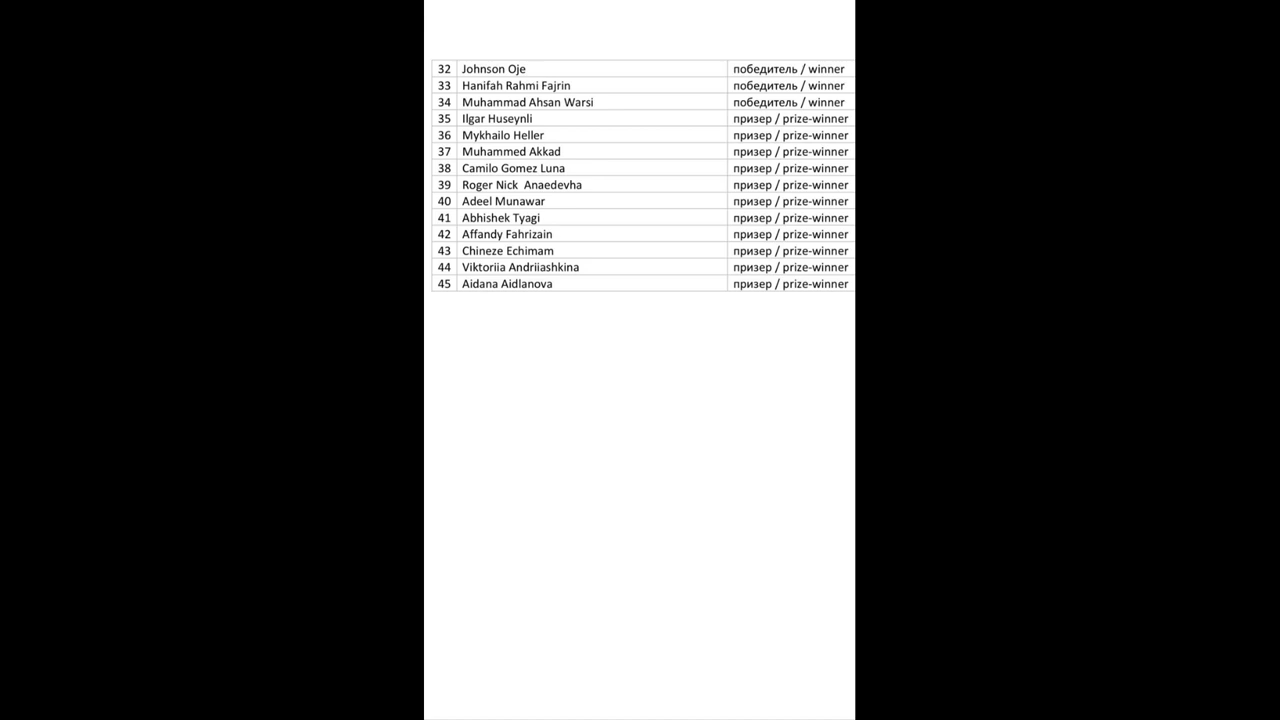 32 Johnson Oje победитель / winner
33 Hanifah Rahmi Fajrin победитель / winner
34 Muhammad Ahsan Warsi победитель / winner
35 Ilgar Huseynli призер / prize-winner
36 Mykhailo Heller призер / prize-winner
37 Muhammed Akkad призер / prize-winner
38 Camilo Gomez Luna призер / prize-winner
39 Roger Nick  Anaedevha призер / prize-winner
40 Adeel Munawar призер / prize-winner
41 Abhishek Tyagi призер / prize-winner
42 Affandy Fahrizain призер / prize-winner
43 Chineze Echimam призер / prize-winner
44 Viktoriia Andriiashkina призер / prize-winner
45 Aidana Aidlanova призер / prize-winner